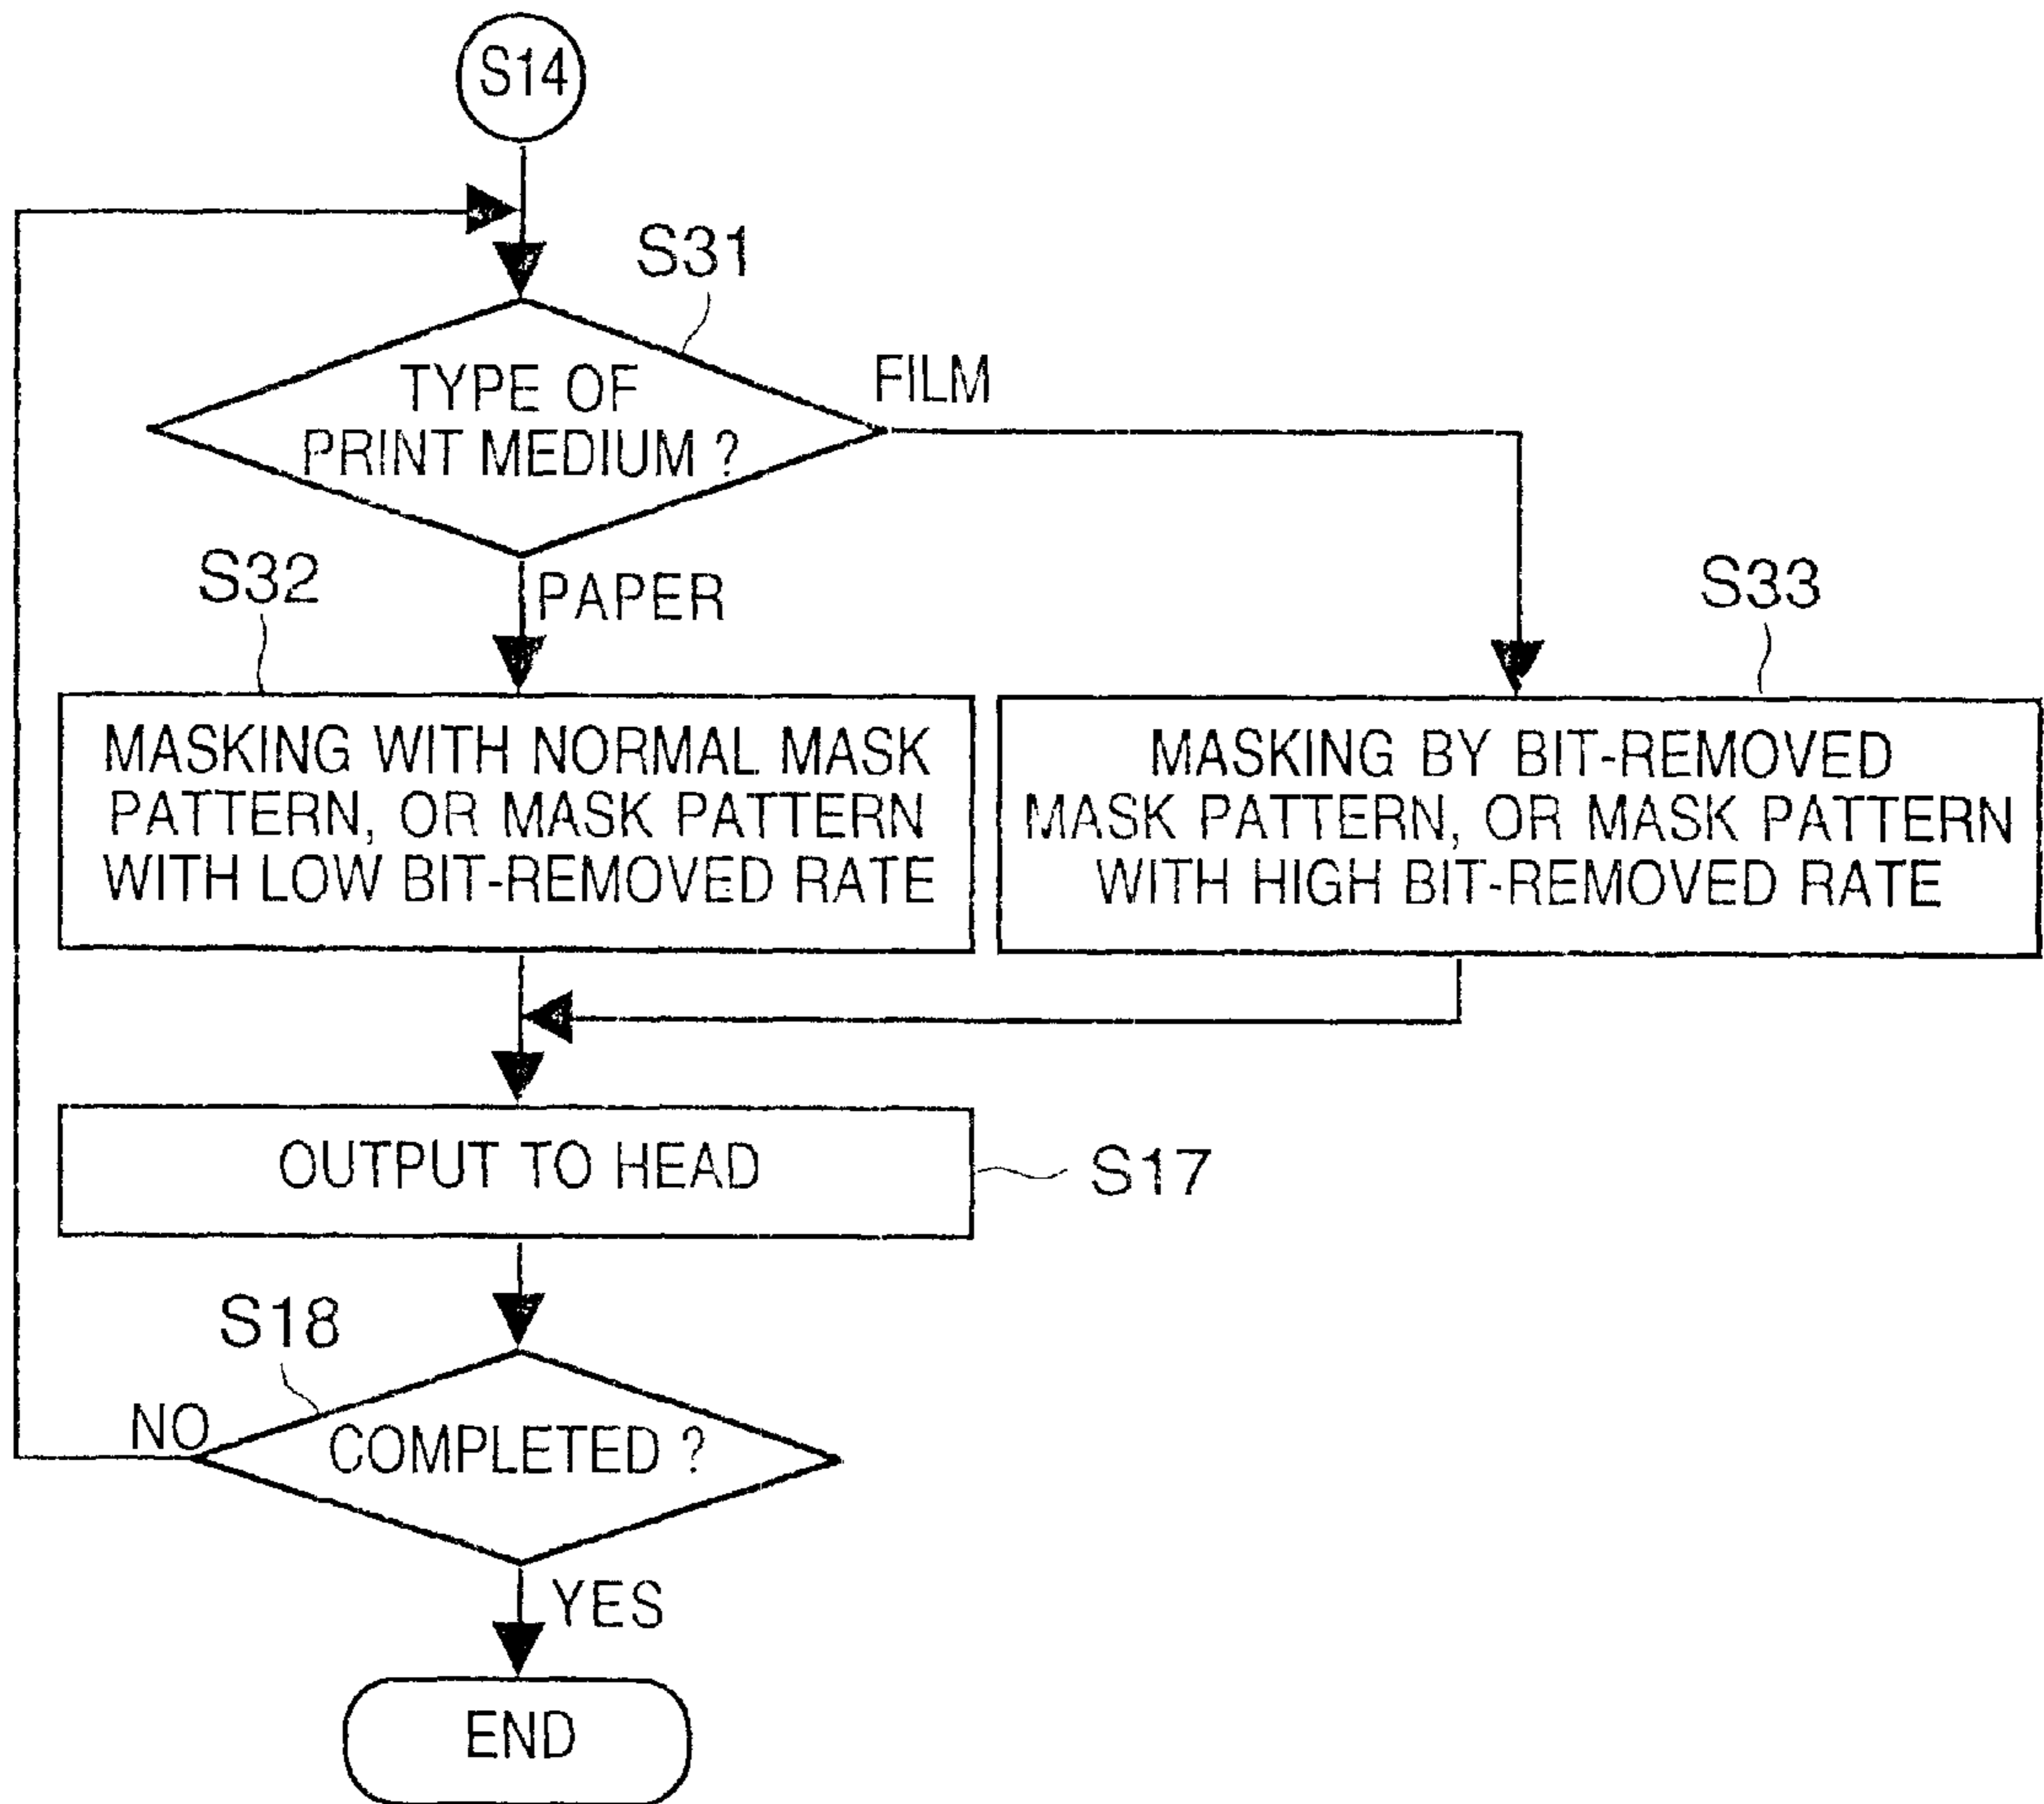 S14
S31
TYPE OF
PRINT MEDIUM ?
FILM
PAPER
S32
S33
MASKING WITH NORMAL MASK
PATTERN, OR MASK PATTERN
WITH LOW BIT-REMOVED RATE
MASKING BY BIT-REMOVED
MASK PATTERN, OR MASK PATTERN
WITH HIGH BIT-REMOVED RATE
OUTPUT TO HEAD
S17
S18
NO
COMPLETED ?
YES
END